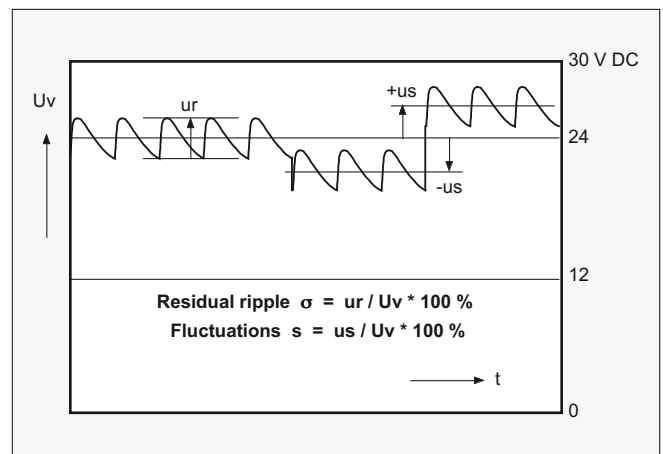 30 V DC
Uv
ur
+us
24
-us
12
Residual ripple σ = ur / Uv * 100 %
Fluctuations s = us / Uv * 100 %
t
0